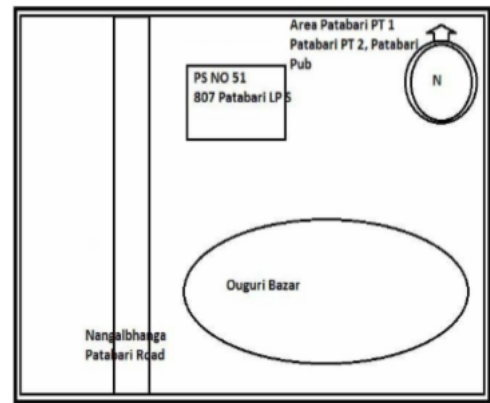 Area Patabari PT 1
Patabari PT 2, Patabari
Pub
N
PS NO 51
807 Patabari LP S
Ouguri Bazar
Nangalbhanga
Patabari Road